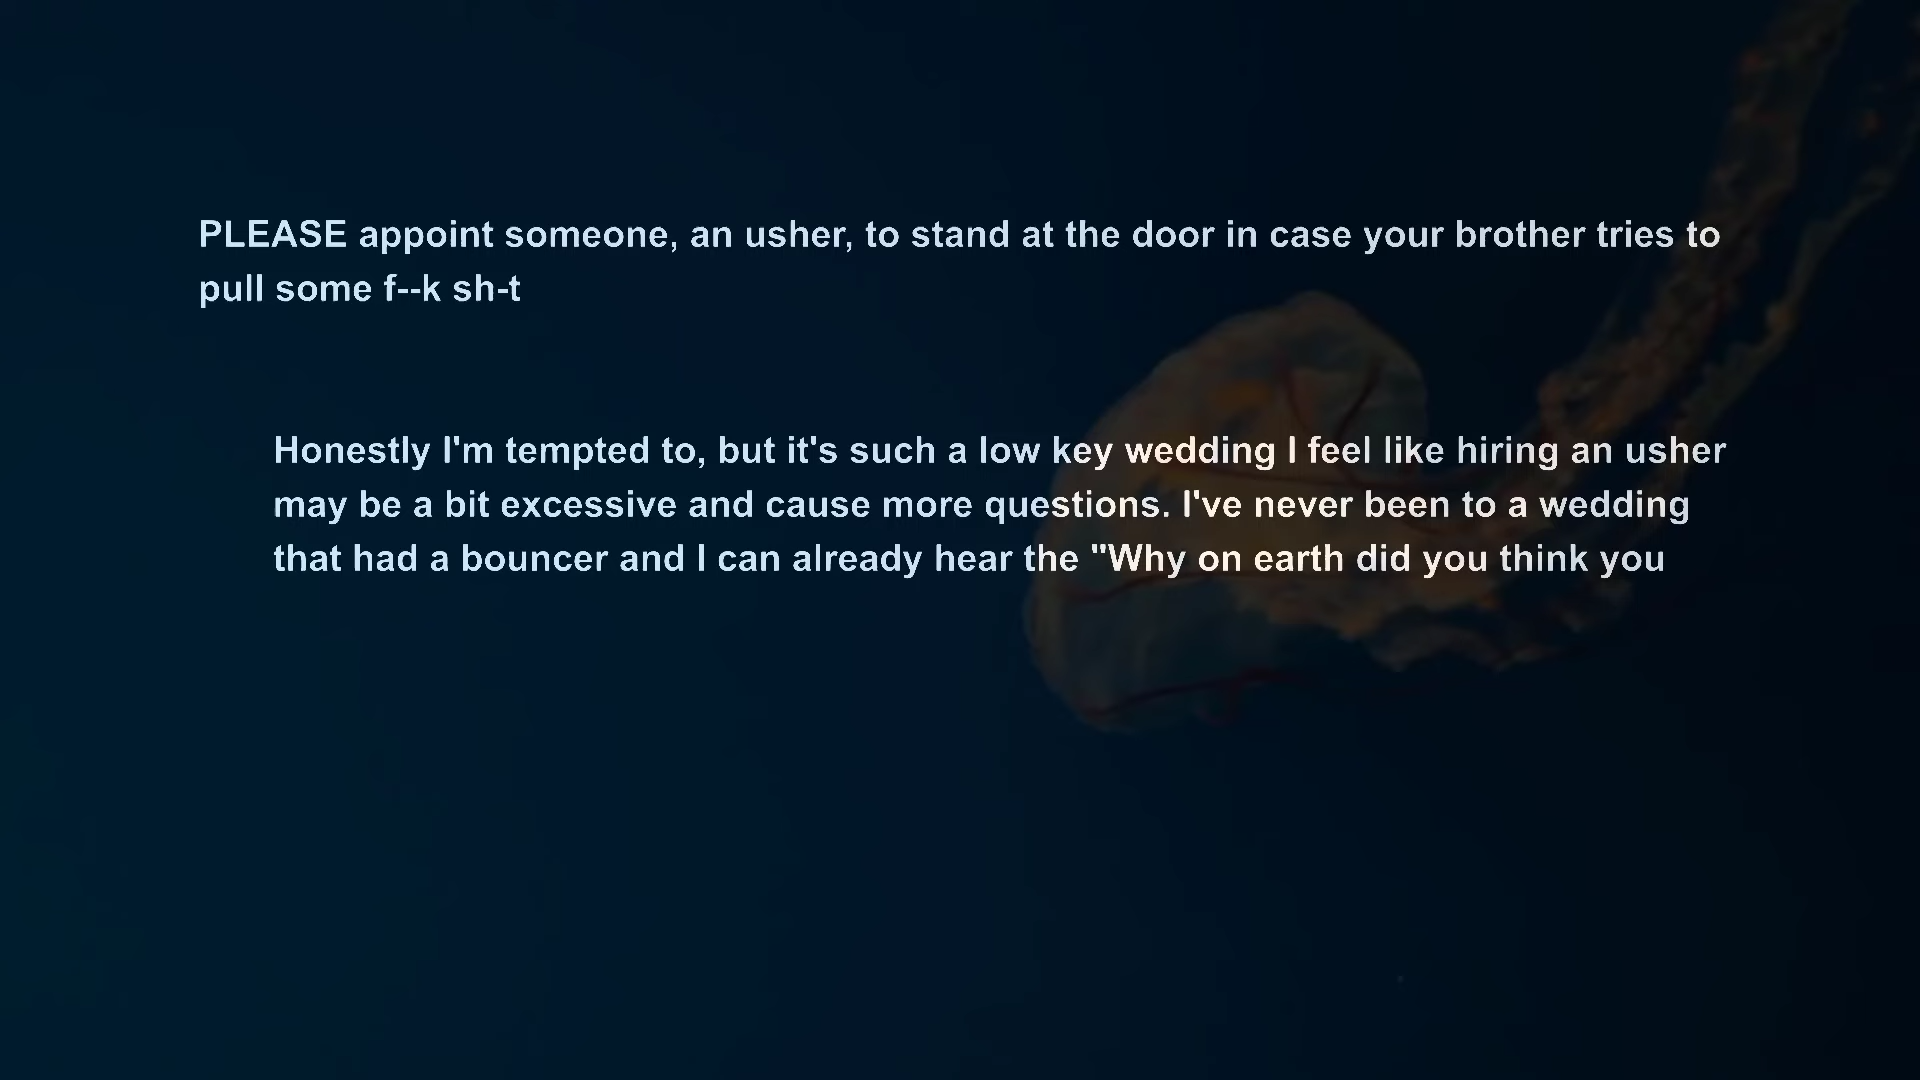 PLEASE appoint someone, an usher, to stand at the door in case your brother tries to
pull some f--k sh-t
Honestly I'm tempted to, but it's such a low key wedding I feel like hiring an usher
may be a bit excessive and cause more questions. I've never been to a wedding
that had a bouncer and I can already hear the "Why on earth did you think you